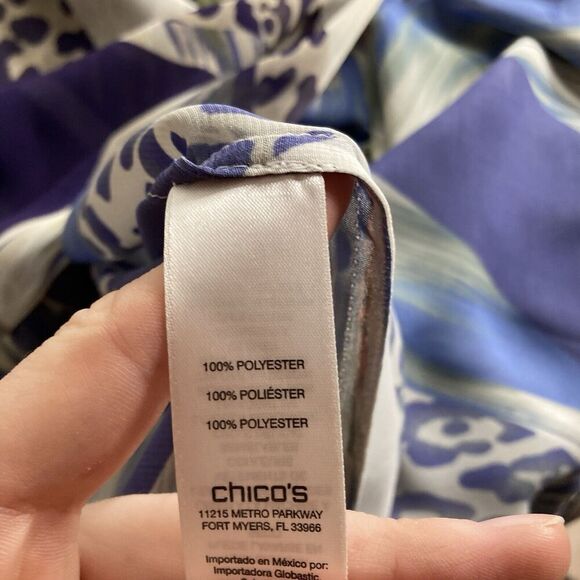 100% POLYESTER
100% POLIÉSTER
100% POLYESTER
chico's
11215 METRO PARKWAY
FORT MYERS, FL 33966
Importado en México por:
Importadora Globastic